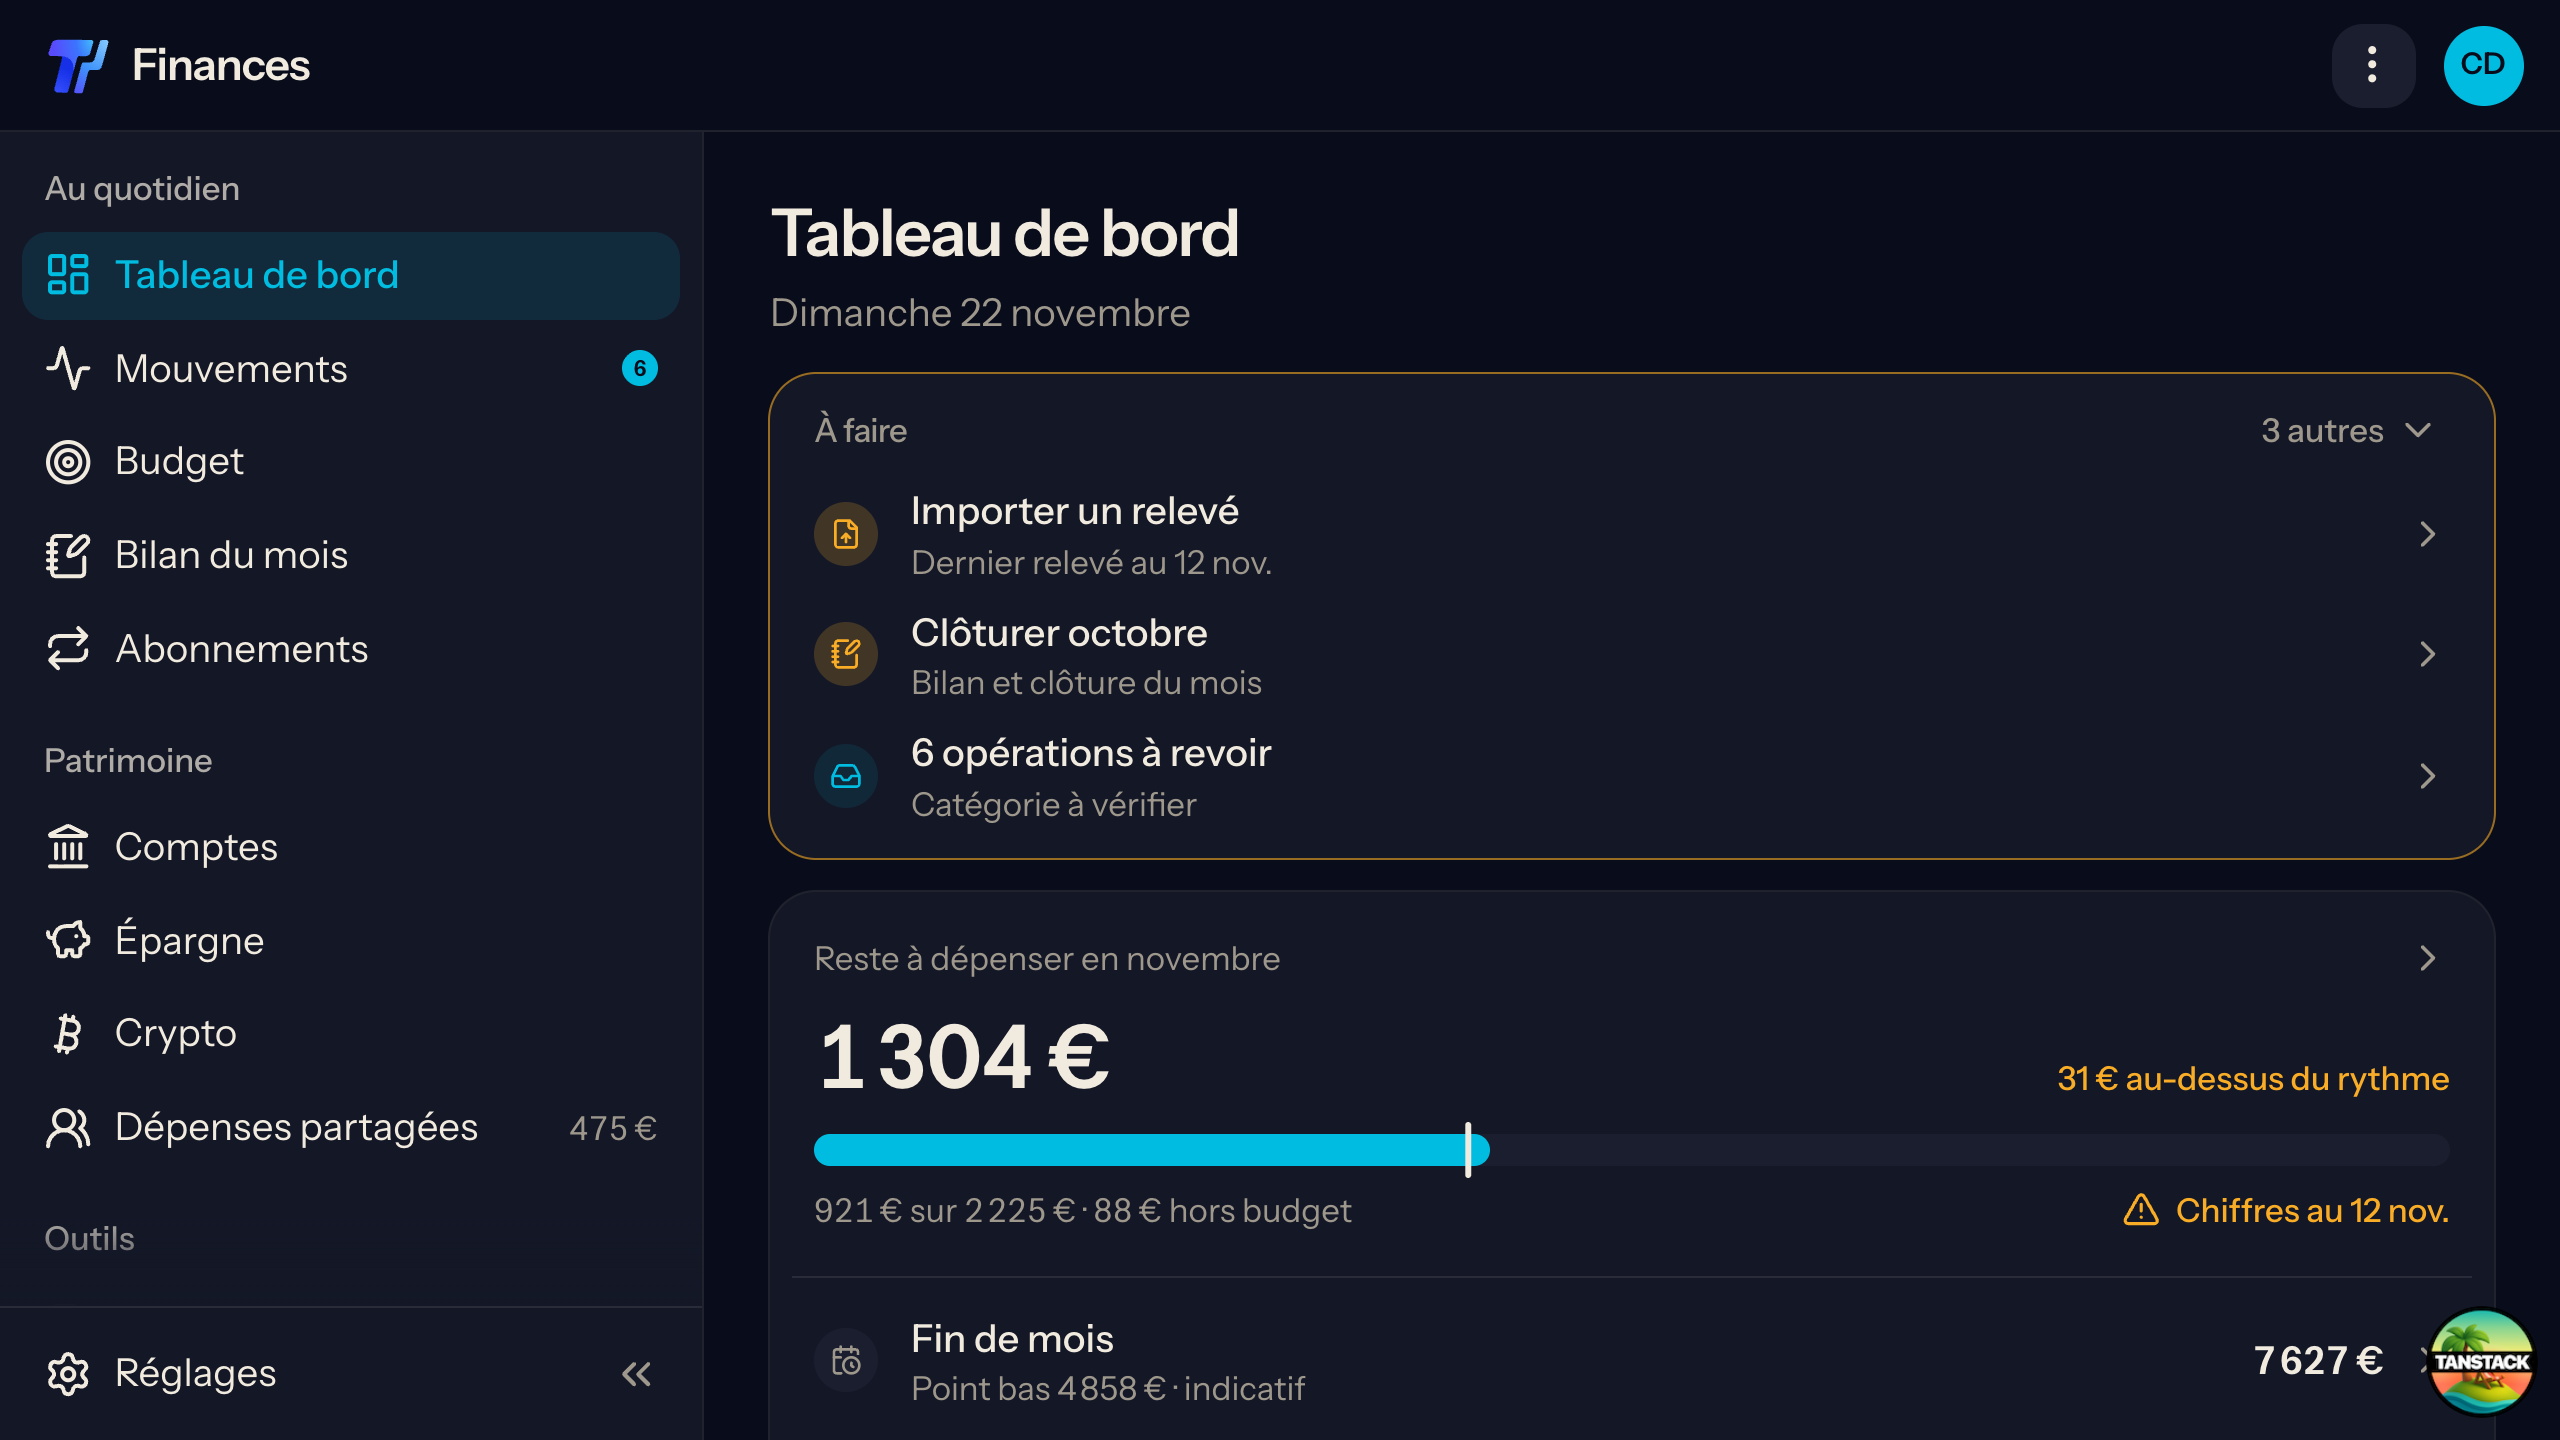 Finances
CD
Au quotidien
Tableau de bord
Mouvements 6
Budget
Bilan du mois
Abonnements
Patrimoine
Comptes
Épargne
Crypto
Dépenses partagées 475 €
Outils
Réglages
Tableau de bord
Dimanche 22 novembre
À faire 3 autres
Importer un relevé
Dernier relevé au 12 nov.
Clôturer octobre
Bilan et clôture du mois
6 opérations à revoir
Catégorie à vérifier
Reste à dépenser en novembre
1 304 €
31 € au-dessus du rythme
921 € sur 2 225 € · 88 € hors budget
Chiffres au 12 nov.
Fin de mois
Point bas 4 858 € · indicatif
7 627 €
TANSTACK